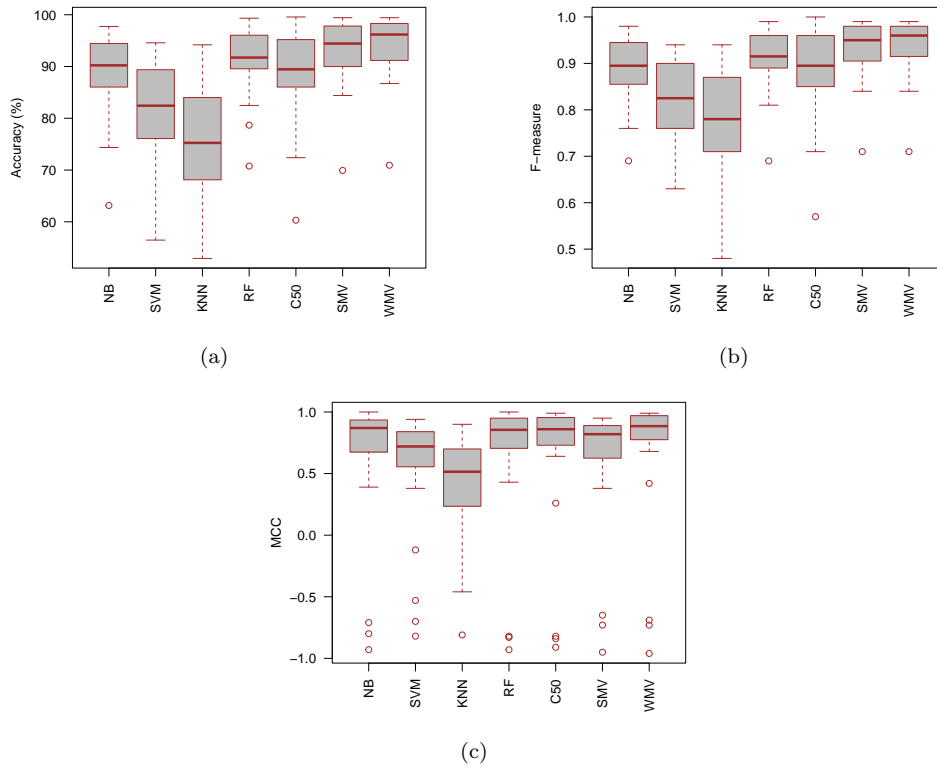 Accuracy (%)
100
90
80
70
60
NB
SVM
KNN
RF
C50
SMV
WMV
(a)
F−measure
1.0
0.9
0.8
0.7
0.6
0.5
NB
SVM
KNN
RF
C50
SMV
WMV
(b)
MCC
1.0
0.5
0.0
−0.5
−1.0
NB
SVM
KNN
RF
C50
SMV
WMV
(c)